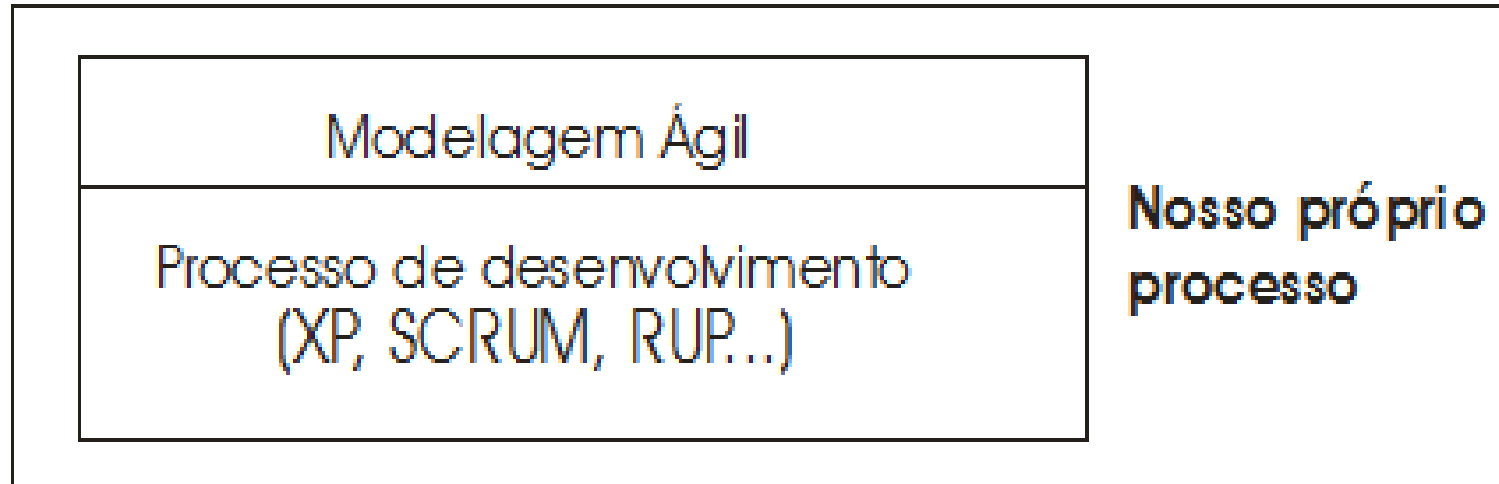 Modelagem Ágil
Processo de desenvolvimento
(XP, SCRUM, RUP...)
Nosso próprio
processo